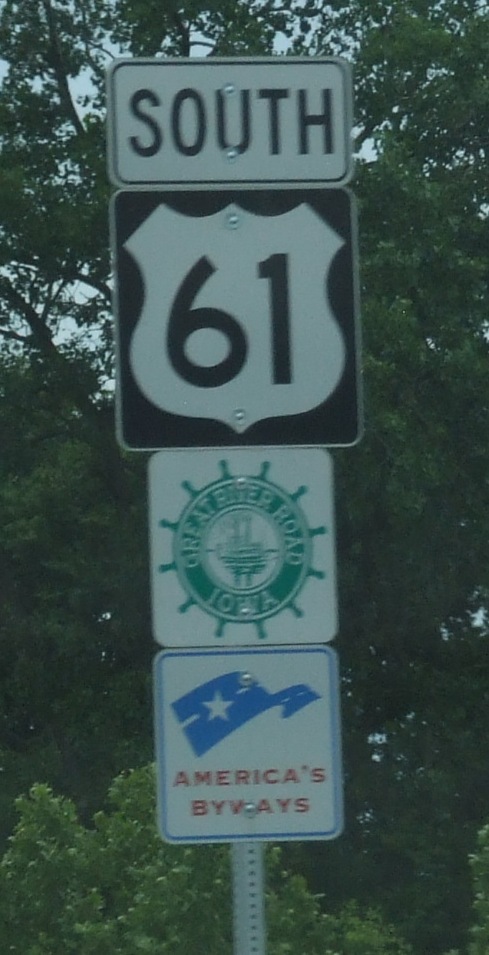 SOUTH
61
GREAT RIVER ROAD
IOWA
AMERICA'S
BYWAYS